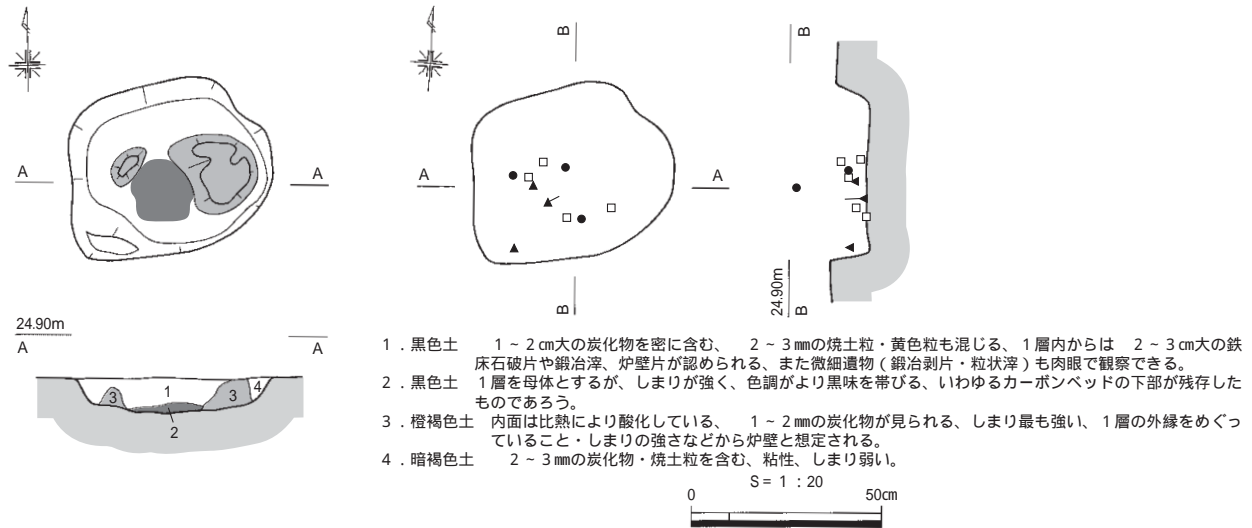 B
B
A A
A A
24.90m
B
B
24.90m
A A
3 1 3 4
2
1．黒色土　1～2㎝大の炭化物を密に含む、　2～3㎜の焼土粒・黄色粒も混じる、1層内からは　2～3㎝大の鉄
床石破片や鍛冶滓、炉壁片が認められる、また微細遺物（鍛冶剥片・粒状滓）も肉眼で観察できる。
2．黒色土　1層を母体とするが、しまりが強く、色調がより黒味を帯びる、いわゆるカーボンベッドの下部が残存した
ものであろう。
3．橙褐色土　内面は比熱により酸化している、　1～2㎜の炭化物が見られる、しまり最も強い、1層の外縁をめぐっ
ていること・しまりの強さなどから炉壁と想定される。
4．暗褐色土　2～3㎜の炭化物・焼土粒を含む、粘性、しまり弱い。
S=1:20
0 50㎝